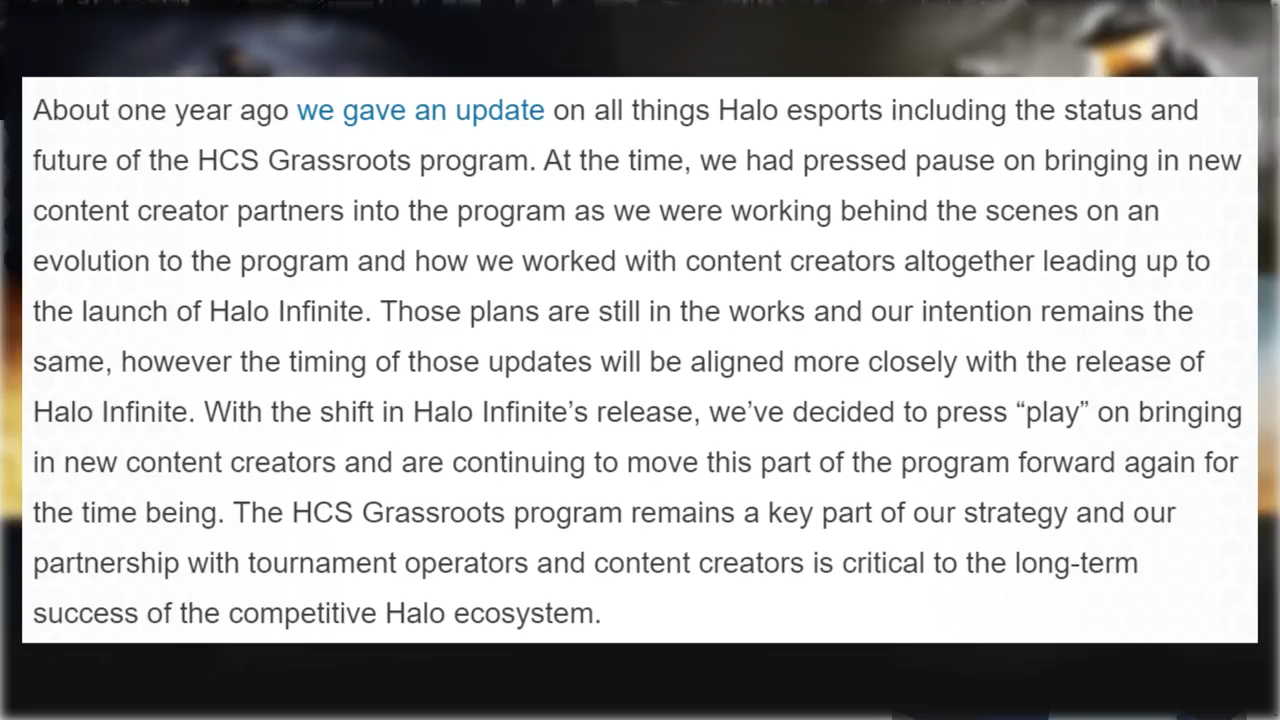 About one year ago we gave an update on all things Halo esports including the status and
future of the HCS Grassroots program. At the time, we had pressed pause on bringing in new
content creator partners into the program as we were working behind the scenes on an
evolution to the program and how we worked with content creators altogether leading up to
the launch of Halo Infinite. Those plans are still in the works and our intention remains the
same, however the timing of those updates will be aligned more closely with the release of
Halo Infinite. With the shift in Halo Infinite’s release, we’ve decided to press “play” on bringing
in new content creators and are continuing to move this part of the program forward again for
the time being. The HCS Grassroots program remains a key part of our strategy and our
partnership with tournament operators and content creators is critical to the long-term
success of the competitive Halo ecosystem.